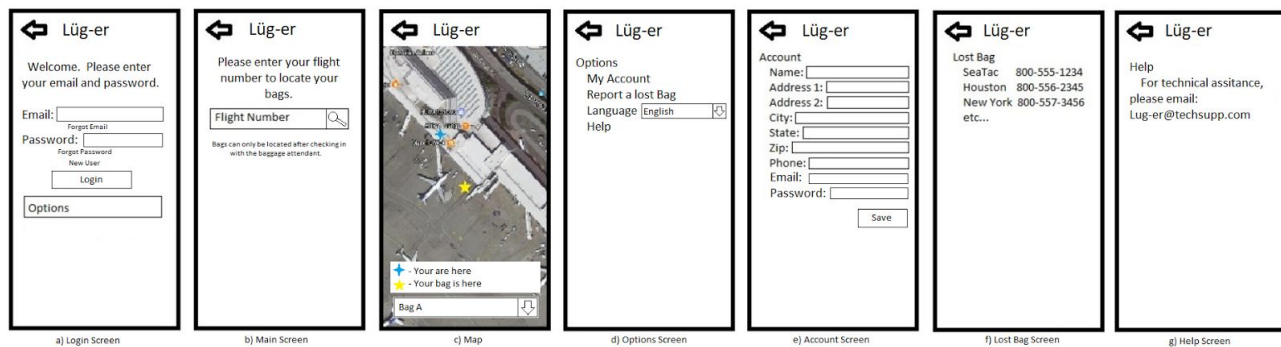 Lüg-er
Welcome. Please enter
your email and password.
Email:
Forgot Email
Password:
Forgot Password
New User
Login
Options
a) Login Screen
Lüg-er
Please enter your flight
number to locate your
bags.
Flight Number
Bags can only be located after checking in
with the baggage attendant.
b) Main Screen
Lüg-er
- Your are here
- Your bag is here
Bag A
c) Map
Lüg-er
Options
My Account
Report a lost Bag
Language English
Help
d) Options Screen
Lüg-er
Account
Name:
Address 1:
Address 2:
City:
State:
Zip:
Phone:
Email:
Password:
Save
e) Account Screen
Lüg-er
Lost Bag
SeaTac 800-555-1234
Houston 800-556-2345
New York 800-557-3456
etc...
f) Lost Bag Screen
Lüg-er
Help
For technical assitance,
please email:
Lug-er@techsupp.com
g) Help Screen